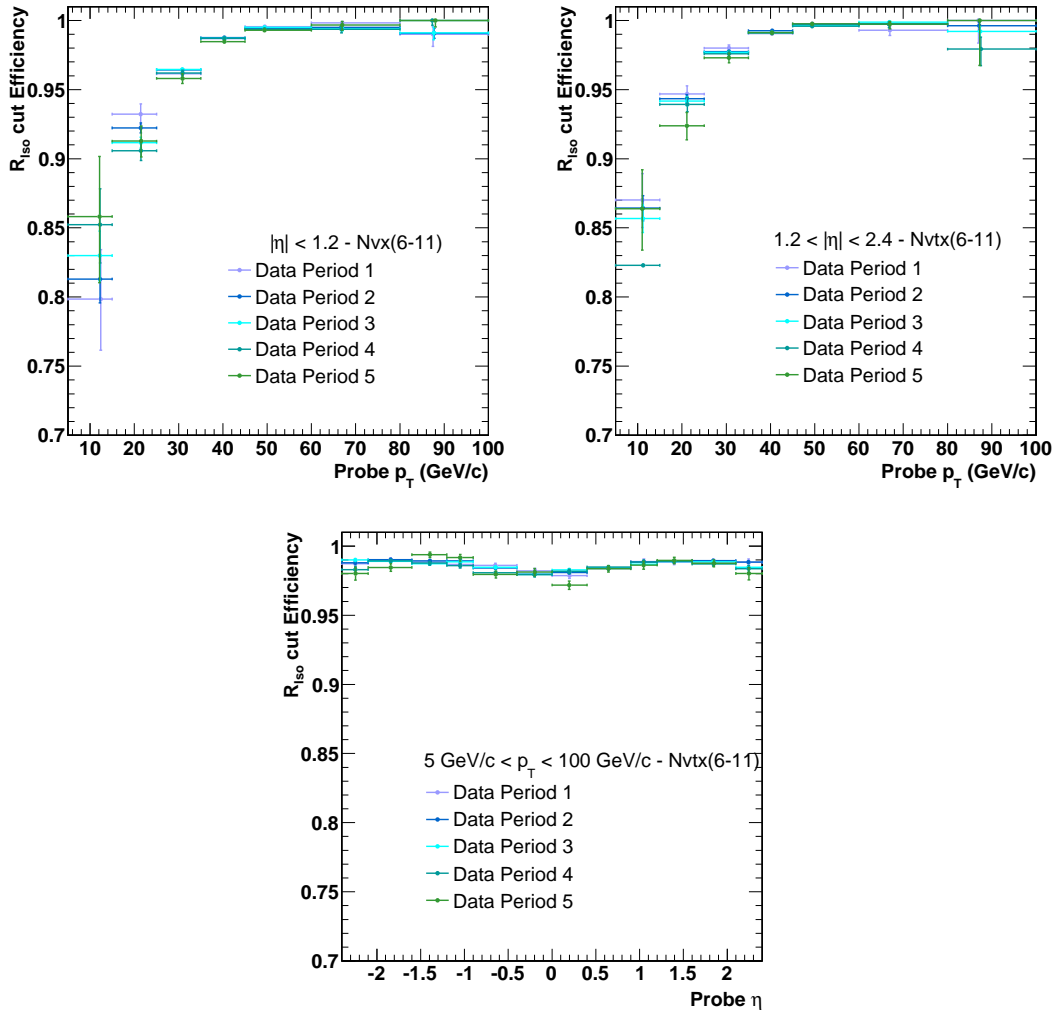 R_Iso cut Efficiency
1
0.95
0.9
0.85
0.8
0.75
0.7
|η| < 1.2 - Nvx(6-11)
Data Period 1
Data Period 2
Data Period 3
Data Period 4
Data Period 5
10 20 30 40 50 60 70 80 90 100
Probe p_T (GeV/c)
R_Iso cut Efficiency
1
0.95
0.9
0.85
0.8
0.75
0.7
1.2 < |η| < 2.4 - Nvtx(6-11)
Data Period 1
Data Period 2
Data Period 3
Data Period 4
Data Period 5
10 20 30 40 50 60 70 80 90 100
Probe p_T (GeV/c)
R_Iso cut Efficiency
1
0.95
0.9
0.85
0.8
0.75
0.7
5 GeV/c < p_T < 100 GeV/c - Nvtx(6-11)
Data Period 1
Data Period 2
Data Period 3
Data Period 4
Data Period 5
-2 -1.5 -1 -0.5 0 0.5 1 1.5 2
Probe η